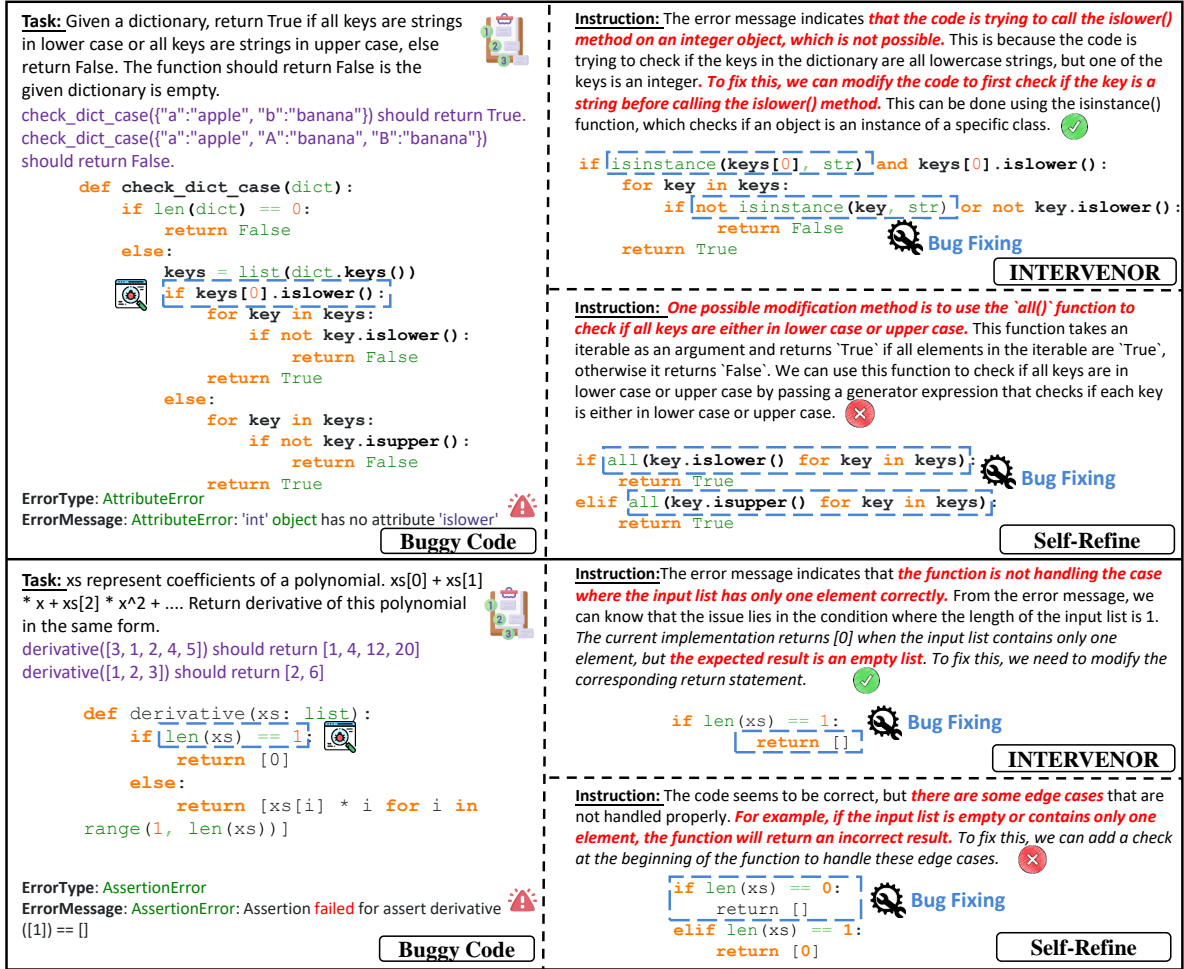 Task: Given a dictionary, return True if all keys are strings
in lower case or all keys are strings in upper case, else
return False. The function should return False is the
given dictionary is empty.
check_dict_case({"a":"apple", "b":"banana"}) should return True.
check_dict_case({"a":"apple", "A":"banana", "B":"banana"})
should return False.
def check_dict_case(dict):
if len(dict) == 0:
return False
else:
keys = list(dict.keys())
if keys[0].islower():
for key in keys:
if not key.islower():
return False
return True
else:
for key in keys:
if not key.isupper():
return False
return True
ErrorType: AttributeError
ErrorMessage: AttributeError: 'int' object has no attribute 'islower'
Buggy Code
Instruction: The error message indicates that the code is trying to call the islower()
method on an integer object, which is not possible. This is because the code is
trying to check if the keys in the dictionary are all lowercase strings, but one of the
keys is an integer. To fix this, we can modify the code to first check if the key is a
string before calling the islower() method. This can be done using the isinstance()
function, which checks if an object is an instance of a specific class.
if isinstance(keys[0], str) and keys[0].islower():
for key in keys:
if not isinstance(key, str) or not key.islower():
return False
return True
Bug Fixing
INTERVENOR
Instruction: One possible modification method is to use the `all()` function to
check if all keys are either in lower case or upper case. This function takes an
iterable as an argument and returns `True` if all elements in the iterable are `True`,
otherwise it returns `False`. We can use this function to check if all keys are in
lower case or upper case by passing a generator expression that checks if each key
is either in lower case or upper case.
if all(key.islower() for key in keys):
return True
elif all(key.isupper() for key in keys):
return True
Bug Fixing
Self-Refine
Task: xs represent coefficients of a polynomial. xs[0] + xs[1]
* x + xs[2] * x^2 + .... Return derivative of this polynomial
in the same form.
derivative([3, 1, 2, 4, 5]) should return [1, 4, 12, 20]
derivative([1, 2, 3]) should return [2, 6]
def derivative(xs: list):
if len(xs) == 1:
return [0]
else:
return [xs[i] * i for i in
range(1, len(xs))]
ErrorType: AssertionError
ErrorMessage: AssertionError: Assertion failed for assert derivative
([1]) == []
Buggy Code
Instruction:The error message indicates that the function is not handling the case
where the input list has only one element correctly. From the error message, we
can know that the issue lies in the condition where the length of the input list is 1.
The current implementation returns [0] when the input list contains only one
element, but the expected result is an empty list. To fix this, we need to modify the
corresponding return statement.
if len(xs) == 1:
return []
Bug Fixing
INTERVENOR
Instruction: The code seems to be correct, but there are some edge cases that are
not handled properly. For example, if the input list is empty or contains only one
element, the function will return an incorrect result. To fix this, we can add a check
at the beginning of the function to handle these edge cases.
if len(xs) == 0:
return []
elif len(xs) == 1:
return [0]
Bug Fixing
Self-Refine